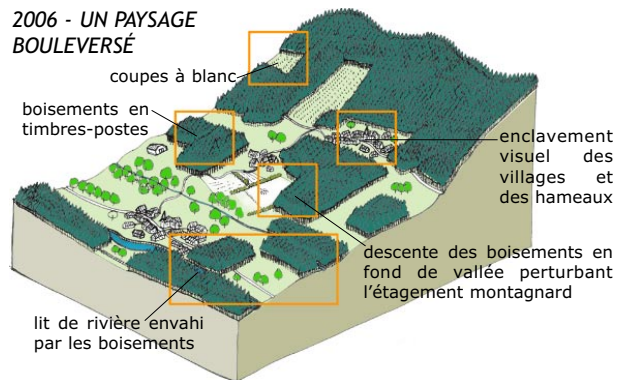 2006 - UN PAYSAGE
BOULEVERSÉ
coupes à blanc
boisements en
timbres-postes
enclavement
visuel des
villages et
des hameaux
descente des boisements en
fond de vallée perturbant
l'étagement montagnard
lit de rivière envahi
par les boisements